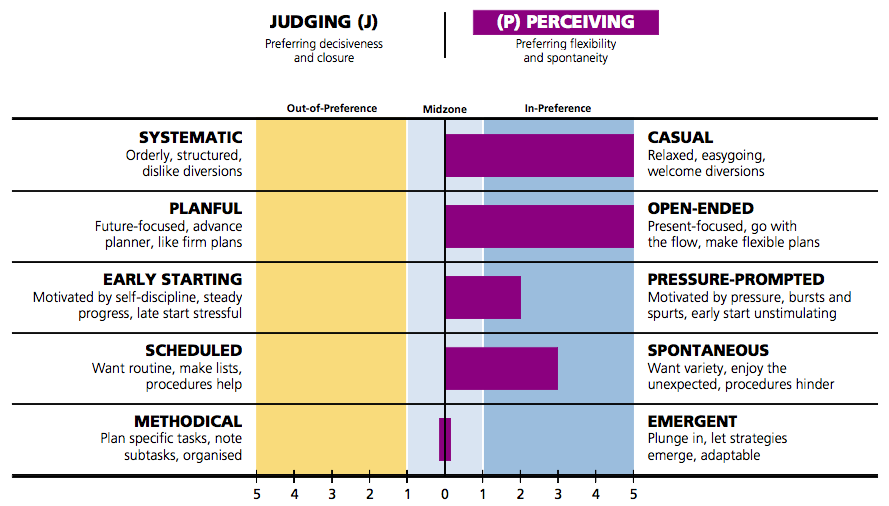 JUDGING (J)
Preferring decisiveness
and closure
(P) PERCEIVING
Preferring flexibility
and spontaneity
Out-of-Preference
Midzone
In-Preference
SYSTEMATIC
Orderly, structured,
dislike diversions
CASUAL
Relaxed, easygoing,
welcome diversions
PLANFUL
Future-focused, advance
planner, like firm plans
OPEN-ENDED
Present-focused, go with
the flow, make flexible plans
EARLY STARTING
Motivated by self-discipline, steady
progress, late start stressful
PRESSURE-PROMPTED
Motivated by pressure, bursts and
spurts, early start unstimulating
SCHEDULED
Want routine, make lists,
procedures help
SPONTANEOUS
Want variety, enjoy the
unexpected, procedures hinder
METHODICAL
Plan specific tasks, note
subtasks, organised
EMERGENT
Plunge in, let strategies
emerge, adaptable
5 4 3 2 1 0 1 2 3 4 5